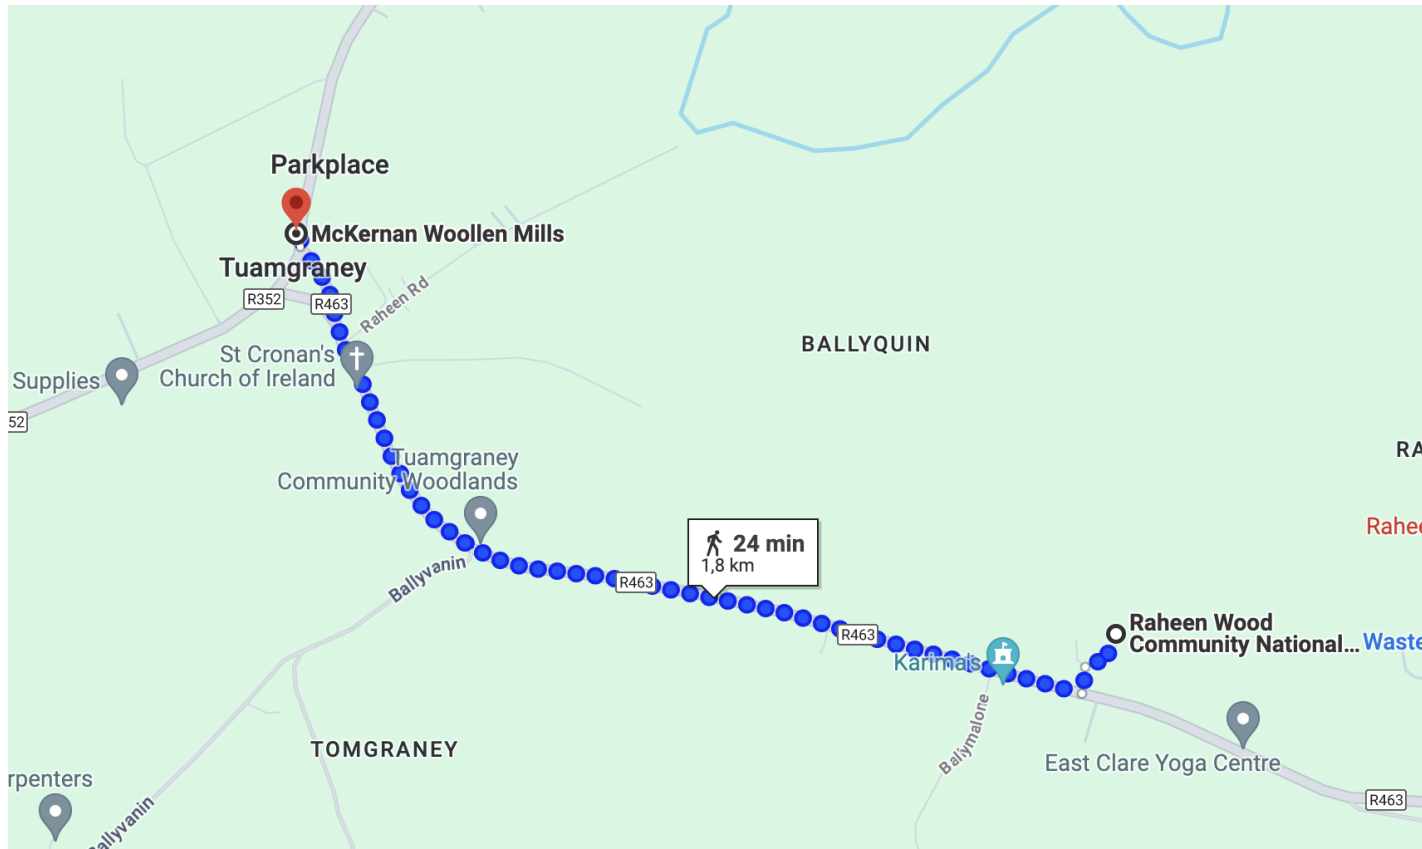 Parkplace
McKernan Woollen Mills
Tuamgraney
R352
R463
Raheen Rd
St Cronan's
Church of Ireland
BALLYQUIN
Supplies
52
RA
Tuamgraney
Community Woodlands
Rahee
24 min
1,8 km
Ballyvanin
R463
R463
Raheen Wood
Community National...
Waste
Karima's
Ballymalone
TOMGRANEY
East Clare Yoga Centre
rpenters
R463
Ballyvanin